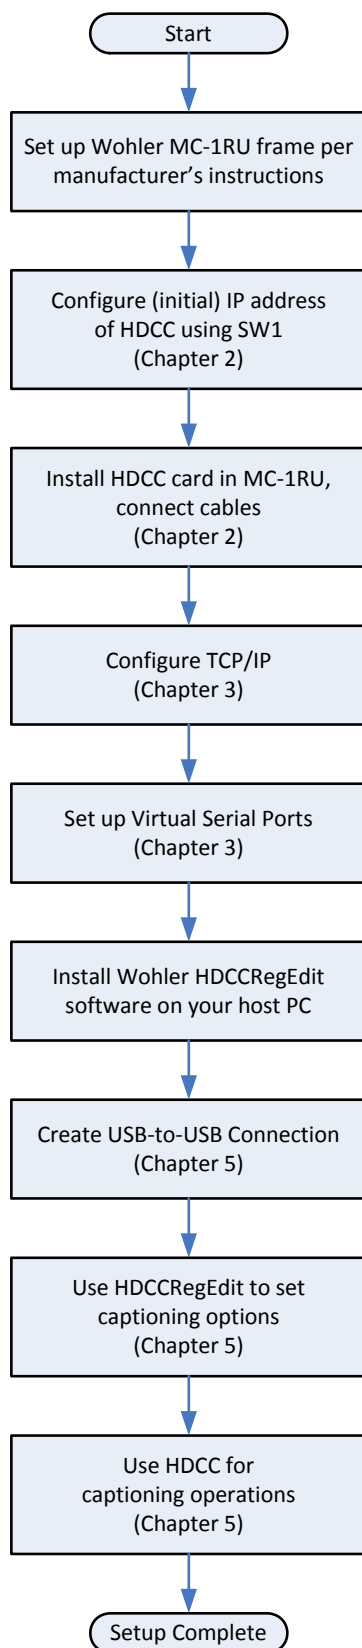 Start
Set up Wohler MC-1RU frame per
manufacturer's instructions
Configure (initial) IP address
of HDCC using SW1
(Chapter 2)
Install HDCC card in MC-1RU,
connect cables
(Chapter 2)
Configure TCP/IP
(Chapter 3)
Set up Virtual Serial Ports
(Chapter 3)
Install Wohler HDCCRegEdit
software on your host PC
Create USB-to-USB Connection
(Chapter 5)
Use HDCCRegEdit to set
captioning options
(Chapter 5)
Use HDCC for
captioning operations
(Chapter 5)
Setup Complete